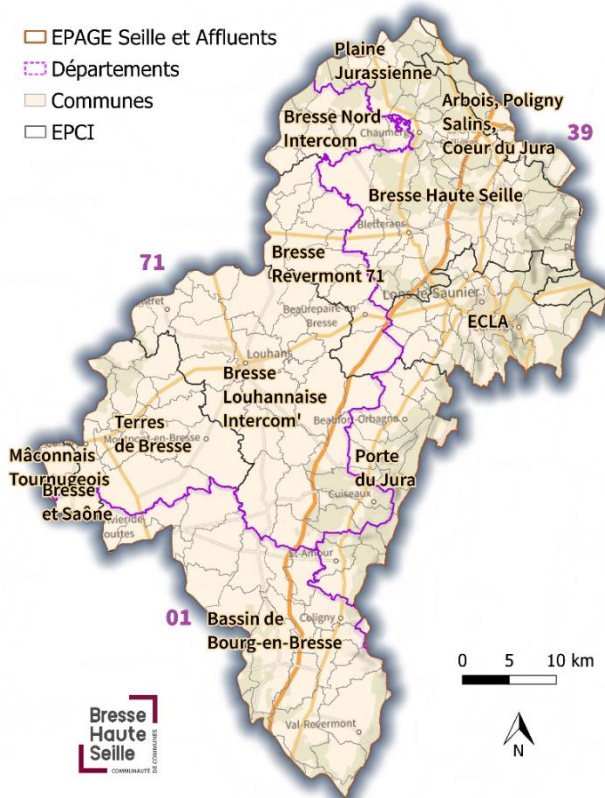 EPAGE Seille et Affluents
Départements
Communes
EPCI
Plaine
Jurassienne
Bresse Nord
Intercom
Chaumergy
Arbois, Poligny
Salins,
Coeur du Jura
39
Bresse Haute Seille
Bletterans
71
Bresse
Revermont 71
Lons-le-Saunier
Beaurepaire-en-
Bresse
ECLA
Louhans
Bresse
Louhannaise
Intercom'
Beaufort-Orbagna
Terres
de Bresse
Montpont-en-Bresse
Porte
du Jura
Mâconnais
Tournugeois
Bresse
et Saône
Cuiseaux
St-Amour
01
Bassin de
Bourg-en-Bresse
Coligny
Val-Revermont
0 5 10 km
N
Bresse
Haute
Seille
COMMUNAUTÉ DE COMMUNES